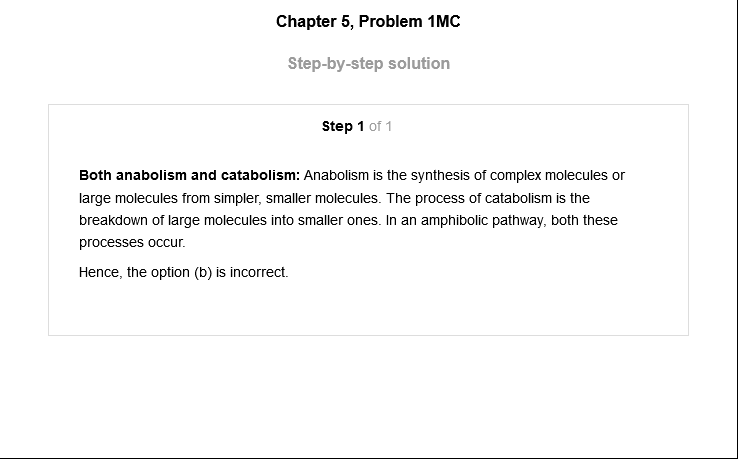 Chapter 5, Problem 1MC
Step-by-step solution
Step 1 of 1
Both anabolism and catabolism: Anabolism is the synthesis of complex molecules or
large molecules from simpler, smaller molecules. The process of catabolism is the
breakdown of large molecules into smaller ones. In an amphibolic pathway, both these
processes occur.
Hence, the option (b) is incorrect.